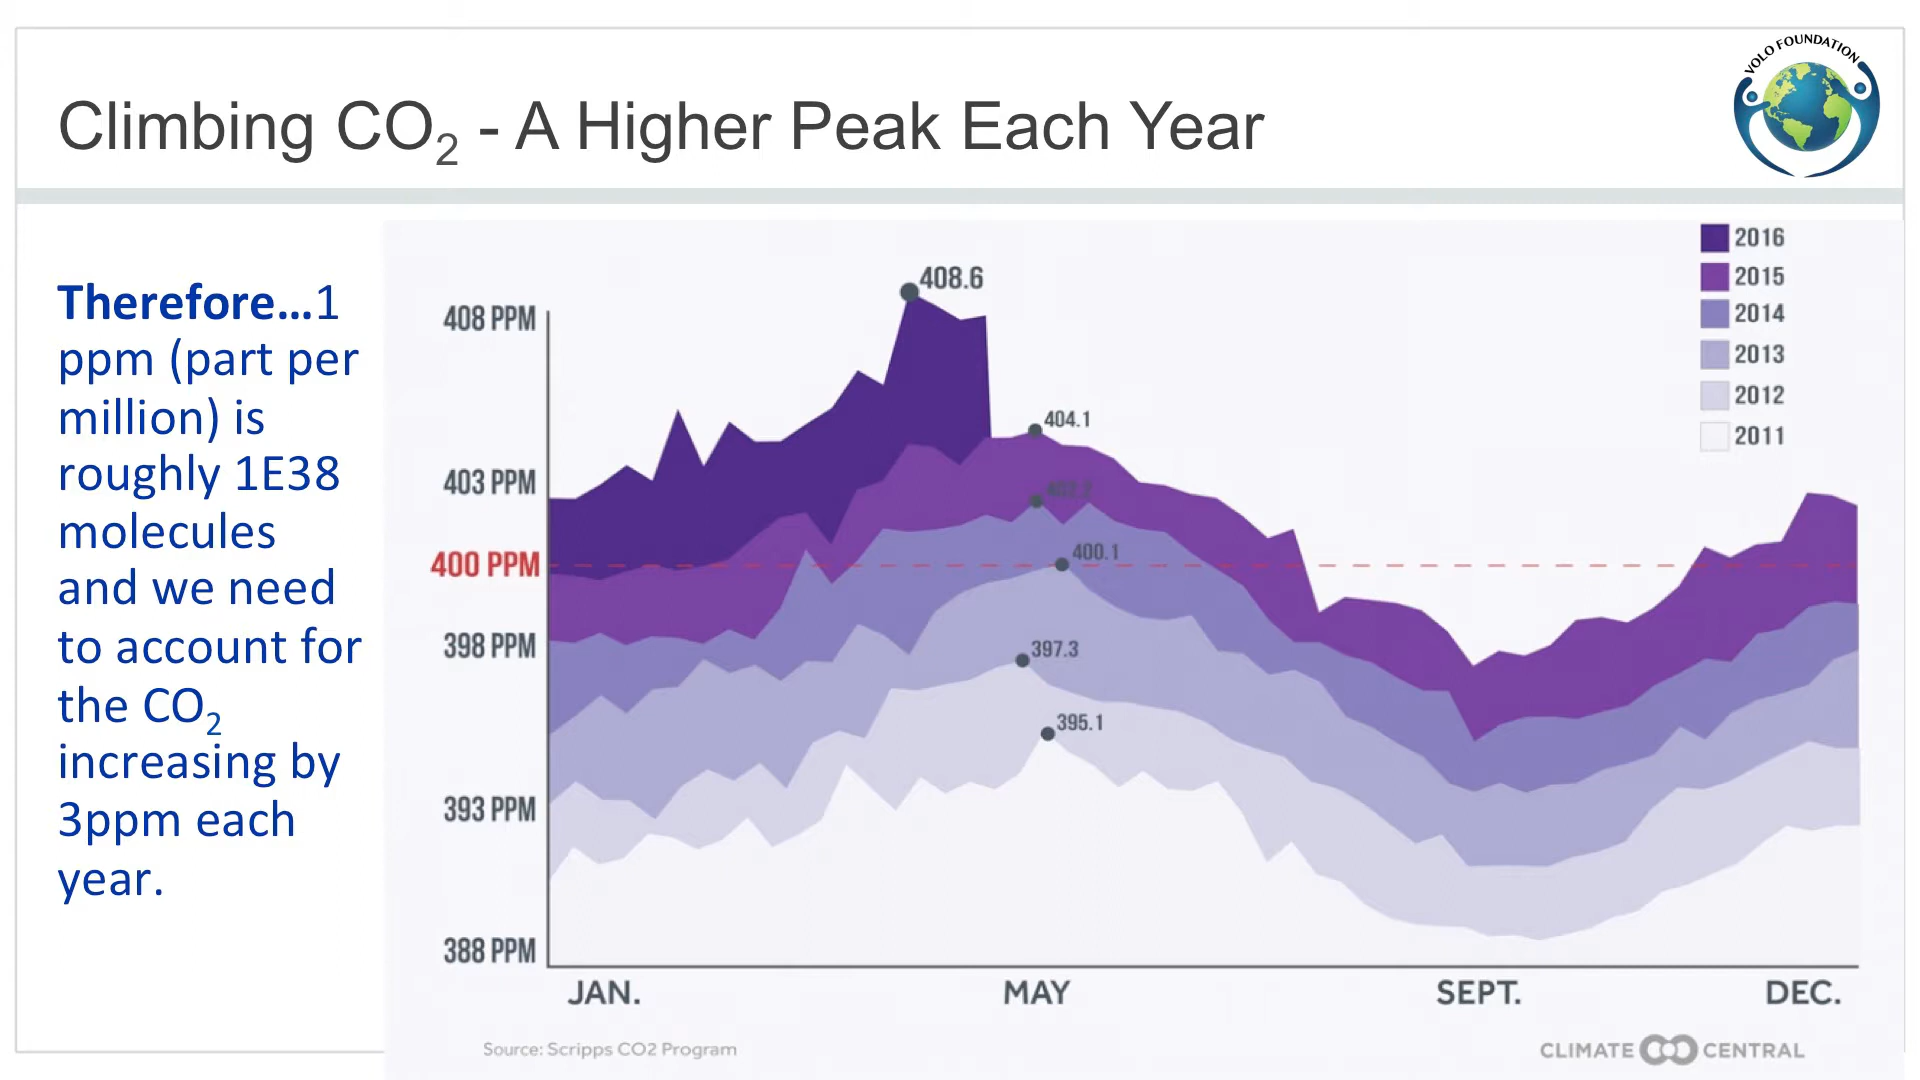 VOLO FOUNDATION
Climbing CO₂ - A Higher Peak Each Year
Therefore...1
ppm (part per
million) is
roughly 1E38
molecules
and we need
to account for
the CO₂
increasing by
3ppm each
year.
2016
2015
2014
2013
2012
2011
408 PPM
403 PPM
400 PPM
398 PPM
393 PPM
388 PPM
408.6
404.1
402.2
400.1
397.3
395.1
JAN.
MAY
SEPT.
DEC.
Source: Scripps CO2 Program
CLIMATE CENTRAL